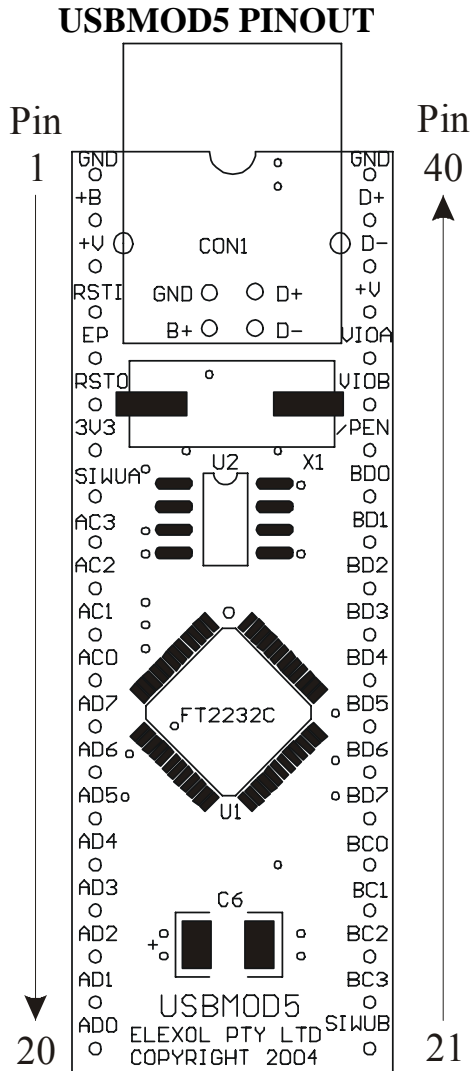 USBMOD5 PINOUT
Pin
1
Pin
40
GND
GND
+B
D+
+V
CON1
D-
RSTI
GND
D+
+V
EP
B+
D-
VIOA
RSTO
VIOB
3V3
/PEN
U2
X1
SIWUA
BD0
AC3
BD1
AC2
BD2
AC1
BD3
AC0
BD4
AD7
FT2232C
BD5
AD6
BD6
AD5
BD7
U1
AD4
BC0
AD3
BC1
C6
AD2
BC2
+
AD1
BC3
USBMOD5
AD0
SIWUB
ELEXOL PTY LTD
COPYRIGHT 2004
20
21